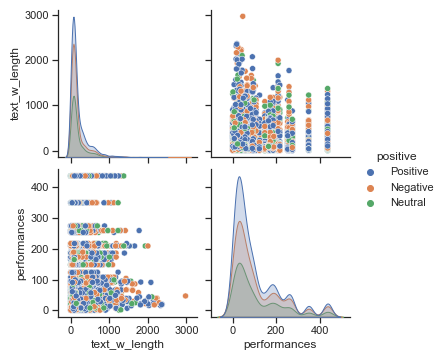 3000
2000
1000
0
text_w_length
400
300
200
100
0
performances
0 1000 2000 3000
text_w_length
0 200 400
performances
positive
Positive
Negative
Neutral